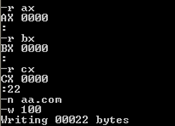 -r ax
AX 0000
:
-r bx
BX 0000
:
-r cx
CX 0000
:22
-n aa.com
-w 100
Writing 00022 bytes